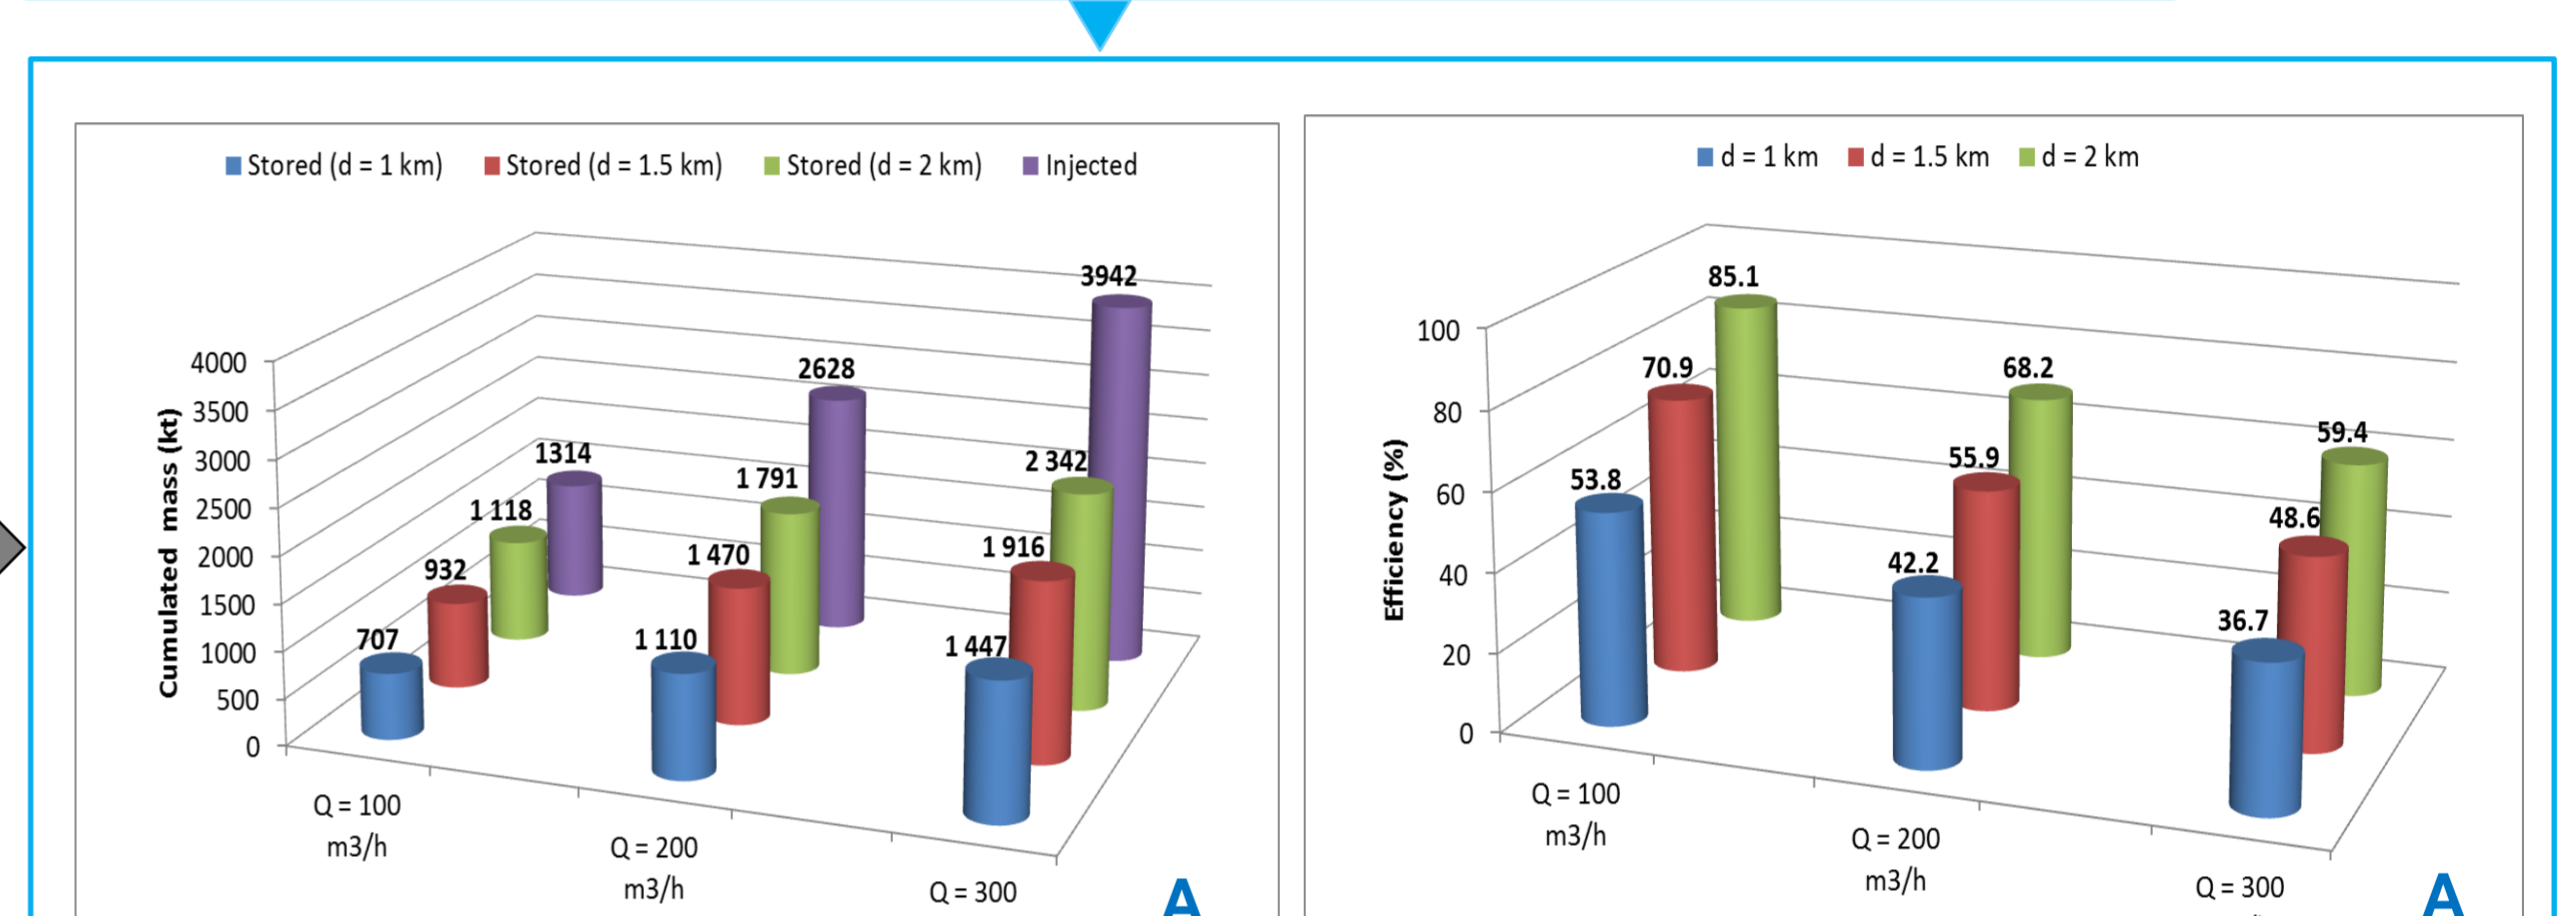 Stored (d = 1 km) Stored (d = 1.5 km) Stored (d = 2 km) Injected
Cumulated mass (kt)
4000
3500
3000
2500
2000
1500
1000
500
0
707
932
1 118
1314
1 110
1 470
1 791
2628
1 447
1 916
2 342
3942
Q = 100
m3/h
Q = 200
m3/h
Q = 300
A
d = 1 km d = 1.5 km d = 2 km
Efficiency (%)
100
80
60
40
20
0
53.8
70.9
85.1
42.2
55.9
68.2
36.7
48.6
59.4
Q = 100
m3/h
Q = 200
m3/h
Q = 300
A